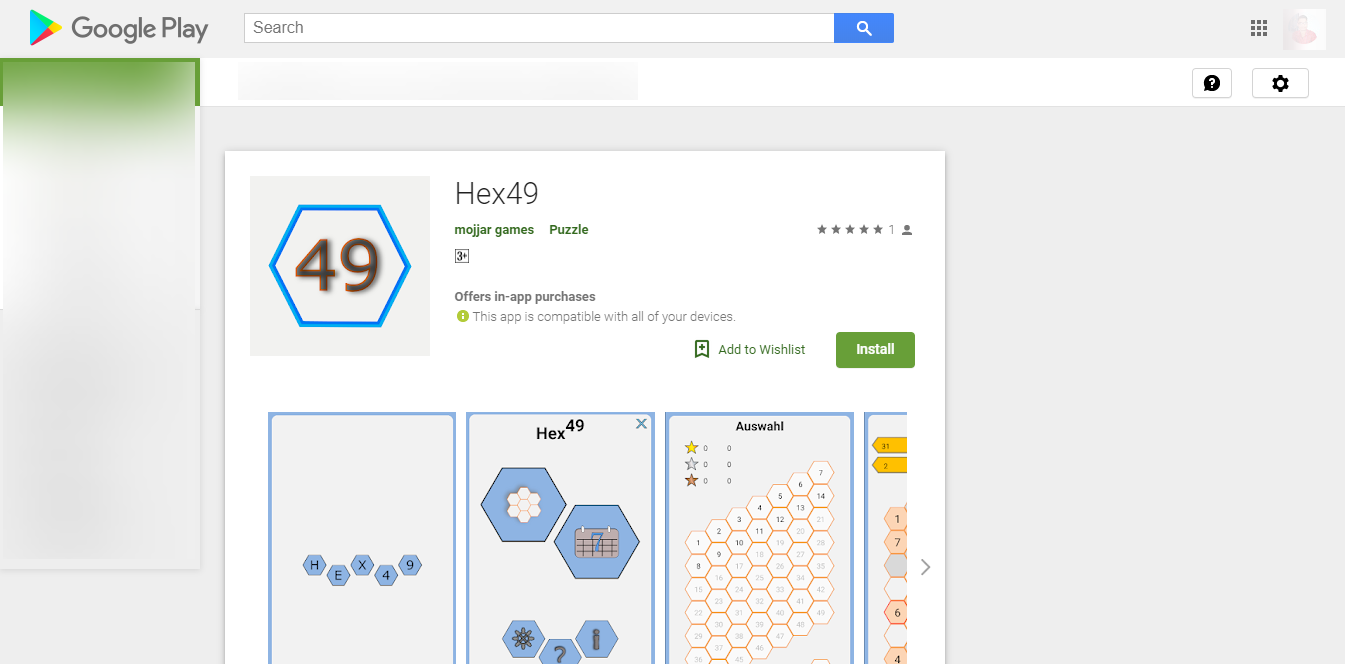 Google Play
Search
49
Hex49
mojjar games Puzzle
1
3+
Offers in-app purchases
This app is compatible with all of your devices.
Add to Wishlist
Install
H E X 4 9
Hex49
7
?
i
Auswahl
0 0
0 0
0 0
7
6
5 14
4 13
3 12 21
2 11 20
1 10 19 28
9 18 27
8 17 26 35
16 25 34
15 24 33 42
23 32 41
22 31 40 49
30 39 48
29 38 47
37 46
36 45
31
2
1
7
6
4